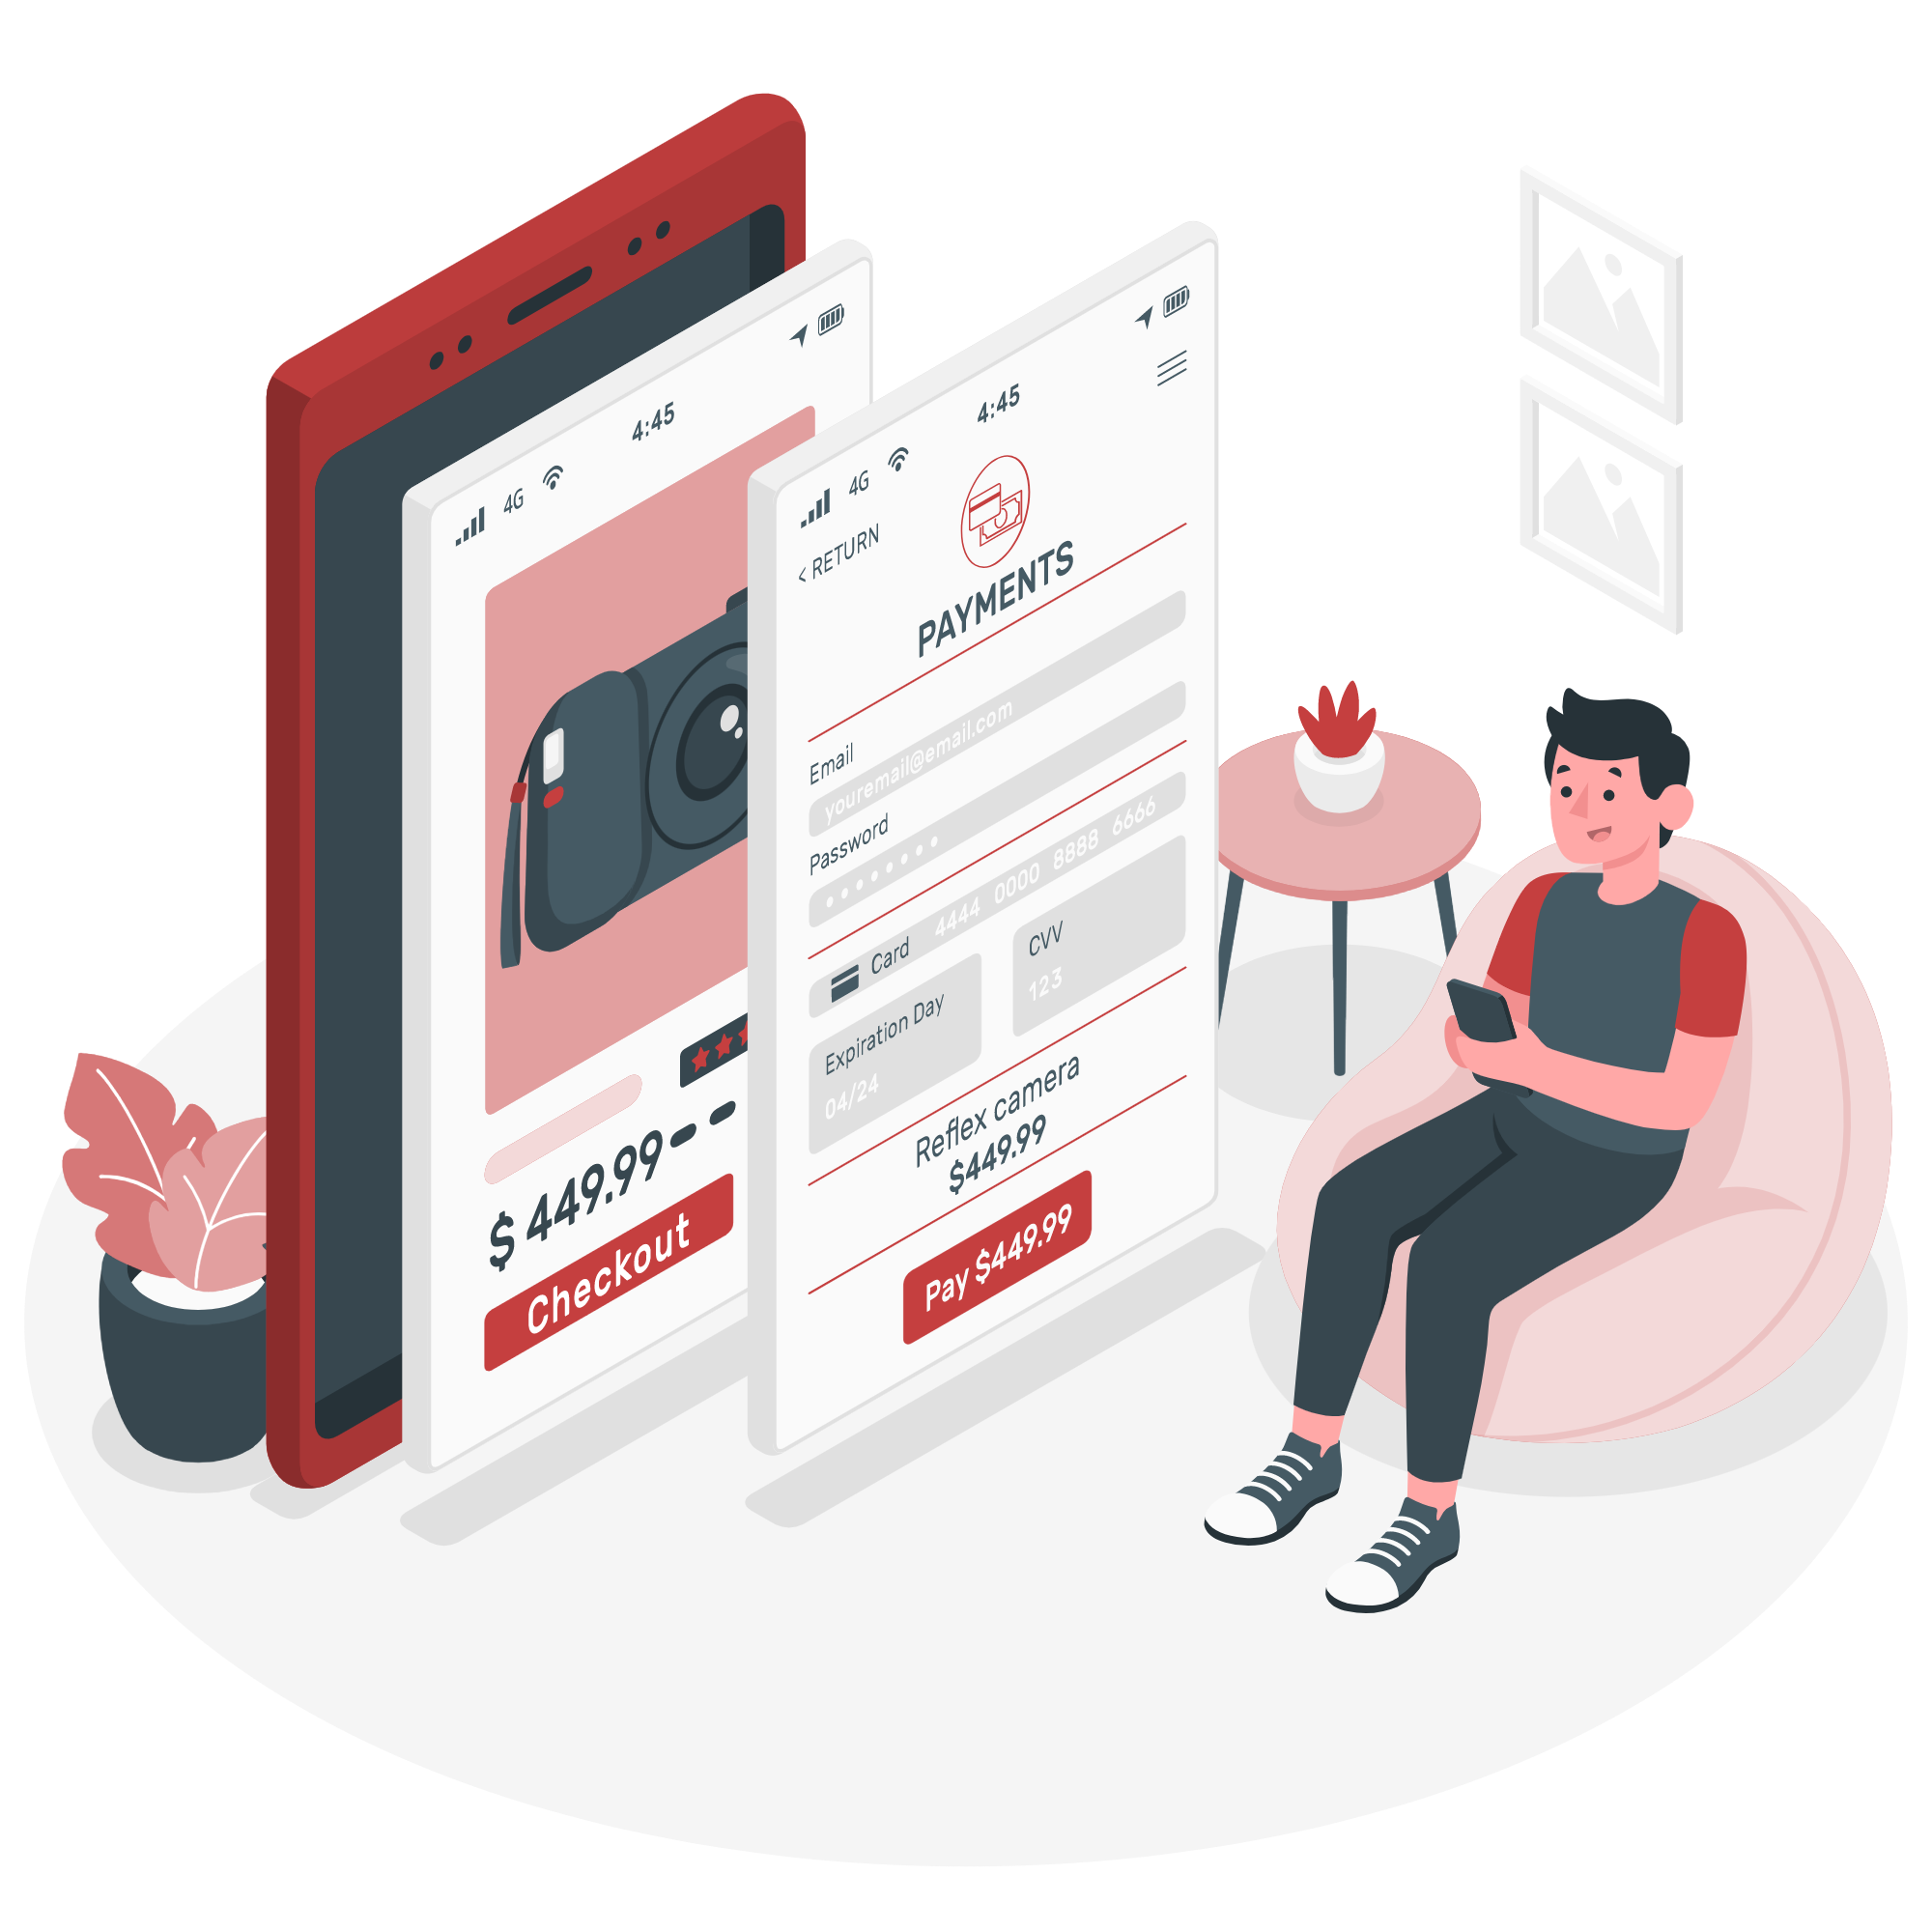 4G
4:45
$ 449.99
Checkout
4G
4:45
< RETURN
PAYMENTS
Email
youremail@email.com
Password
Card 4444 0000 8888 6666
Expiration Day
04/24
CVV
123
Reflex camera
$449.99
Pay $449.99